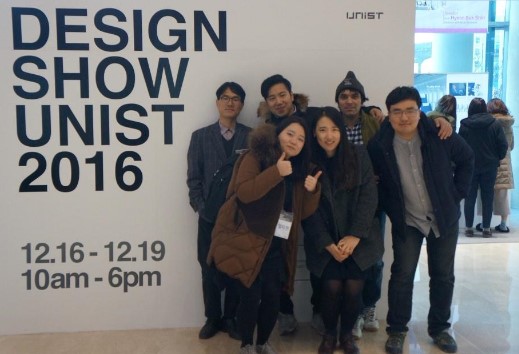 DESIGN
SHOW
UNIST
2016
UNIST
12.16 - 12.19
10am - 6pm